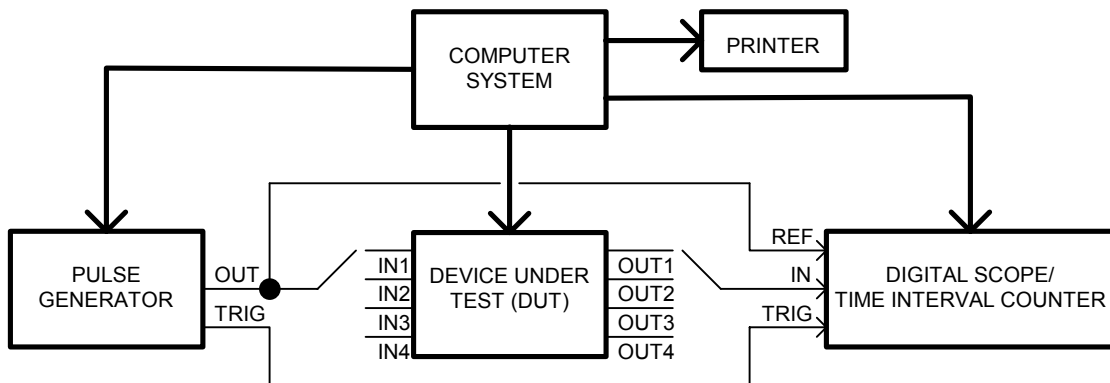 COMPUTER
SYSTEM
PRINTER
PULSE
GENERATOR
OUT
TRIG
IN1
IN2
IN3
IN4
DEVICE UNDER
TEST (DUT)
OUT1
OUT2
OUT3
OUT4
REF
IN
TRIG
DIGITAL SCOPE/
TIME INTERVAL COUNTER